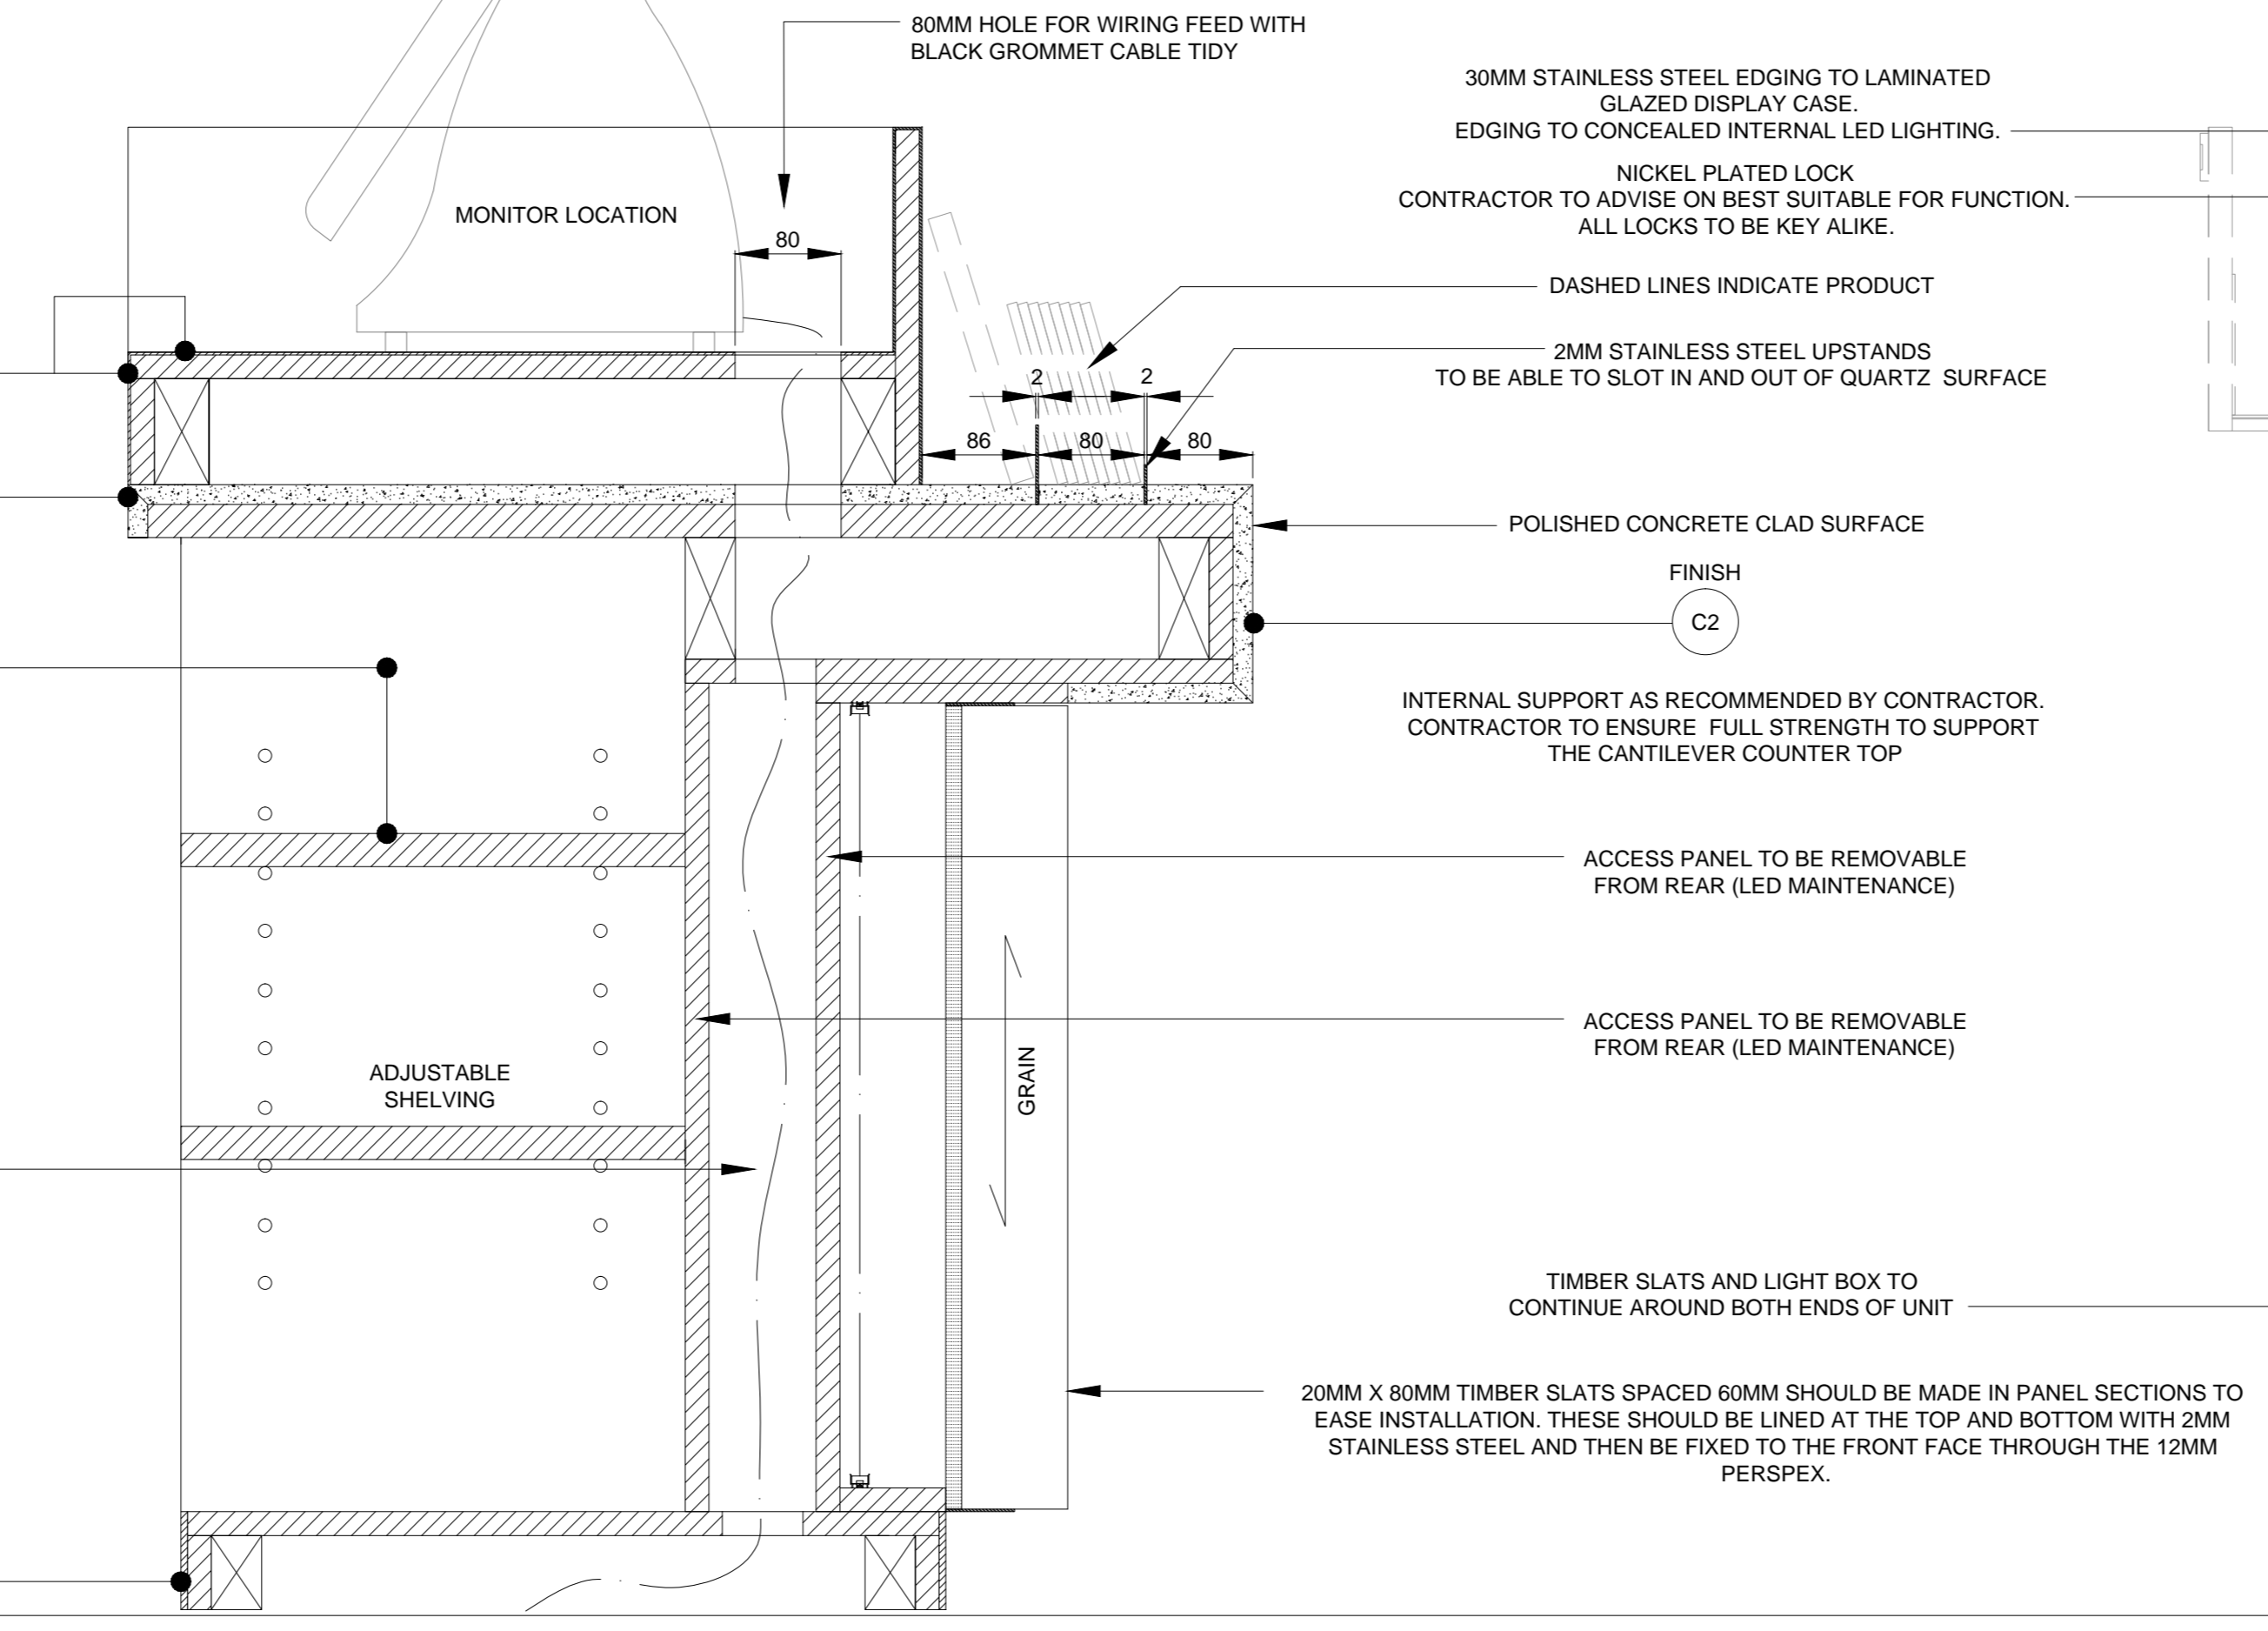 80MM HOLE FOR WIRING FEED WITH
BLACK GROMMET CABLE TIDY
30MM STAINLESS STEEL EDGING TO LAMINATED
GLAZED DISPLAY CASE.
EDGING TO CONCEALED INTERNAL LED LIGHTING.
NICKEL PLATED LOCK
CONTRACTOR TO ADVISE ON BEST SUITABLE FOR FUNCTION.
ALL LOCKS TO BE KEY ALIKE.
MONITOR LOCATION
80
DASHED LINES INDICATE PRODUCT
2MM STAINLESS STEEL UPSTANDS
TO BE ABLE TO SLOT IN AND OUT OF QUARTZ SURFACE
2
2
86
80
80
POLISHED CONCRETE CLAD SURFACE
FINISH
C2
INTERNAL SUPPORT AS RECOMMENDED BY CONTRACTOR.
CONTRACTOR TO ENSURE FULL STRENGTH TO SUPPORT
THE CANTILEVER COUNTER TOP
ACCESS PANEL TO BE REMOVABLE
FROM REAR (LED MAINTENANCE)
ACCESS PANEL TO BE REMOVABLE
FROM REAR (LED MAINTENANCE)
GRAIN
ADJUSTABLE
SHELVING
TIMBER SLATS AND LIGHT BOX TO
CONTINUE AROUND BOTH ENDS OF UNIT
20MM X 80MM TIMBER SLATS SPACED 60MM SHOULD BE MADE IN PANEL SECTIONS TO
EASE INSTALLATION. THESE SHOULD BE LINED AT THE TOP AND BOTTOM WITH 2MM
STAINLESS STEEL AND THEN BE FIXED TO THE FRONT FACE THROUGH THE 12MM
PERSPEX.